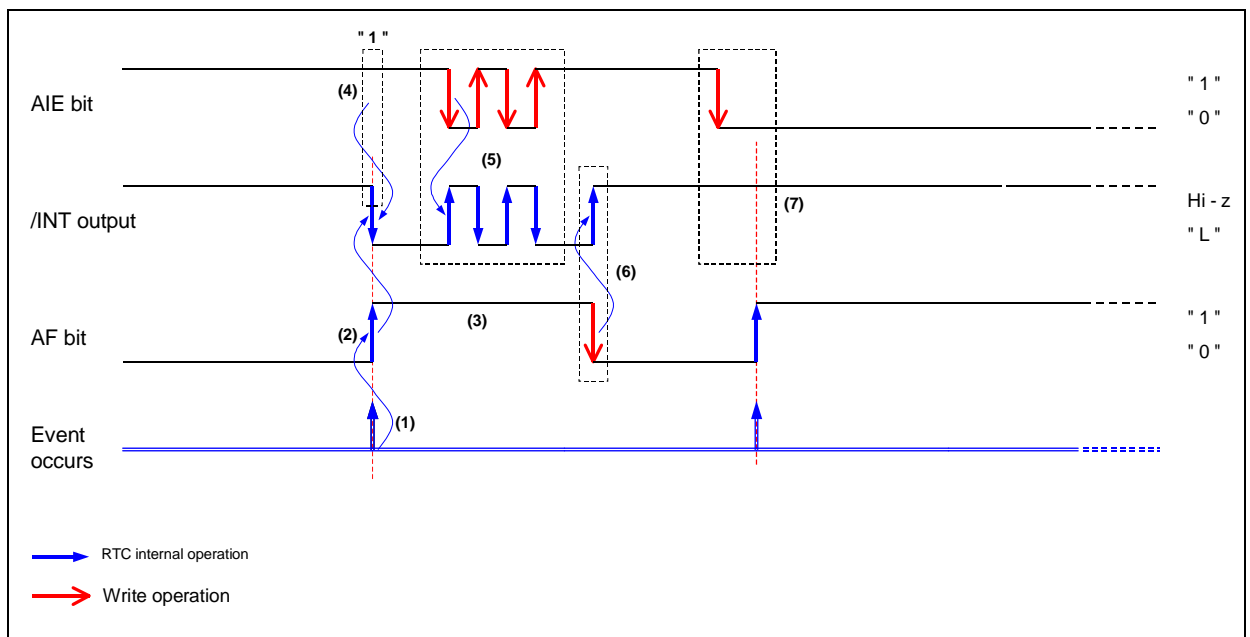 " 1 "
AIE bit
(4)
(5)
" 1 "
" 0 "
/INT output
(6)
(7)
Hi - z
" L "
AF bit
(2)
(3)
" 1 "
" 0 "
(1)
Event
occurs
RTC internal operation
Write operation